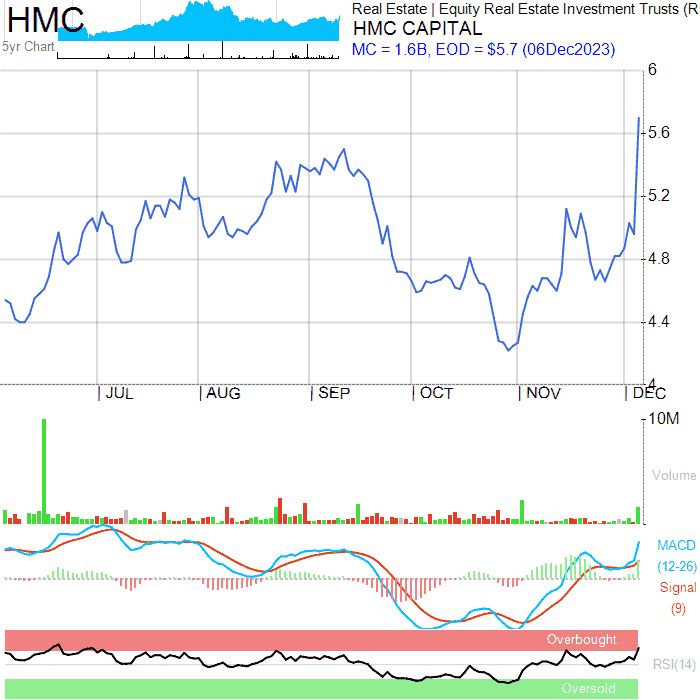 HMC
5yr Chart
Real Estate | Equity Real Estate Investment Trusts (R
HMC CAPITAL
MC = 1.6B, EOD = $5.7 (06Dec2023)
6
5.6
5.2
4.8
4.4
4
| JUL | AUG | SEP | OCT | NOV | DEC
10M
Volume
MACD
(12-26)
Signal
(9)
Overbought
RSI(14)
Oversold